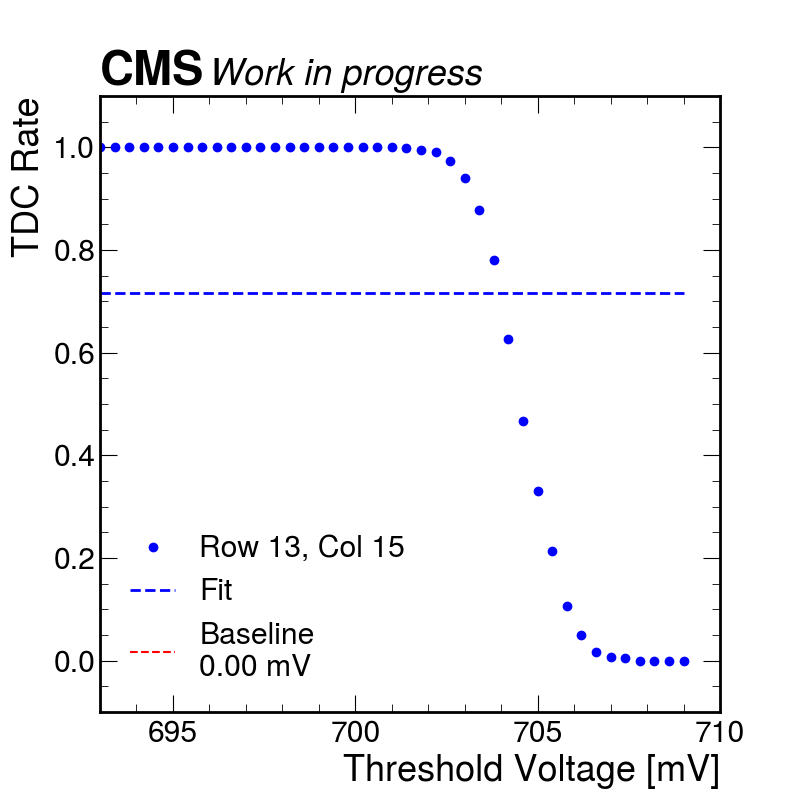 CMS Work in progress
TDC Rate
1.0
0.8
0.6
0.4
0.2
0.0
Row 13, Col 15
Fit
Baseline
0.00 mV
695 700 705 710
Threshold Voltage [mV]